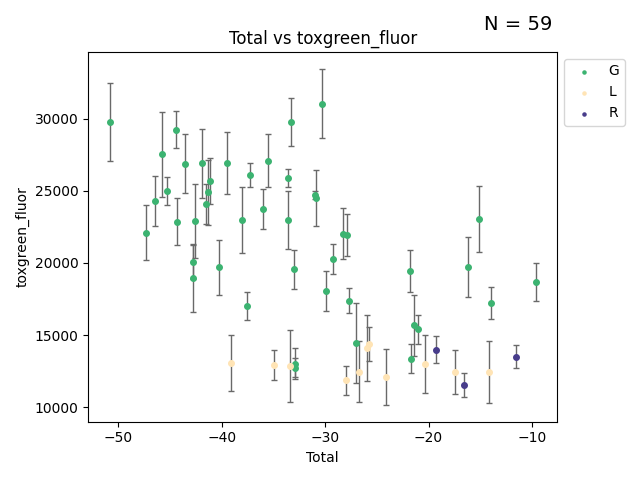 N = 59
Total vs toxgreen_fluor
G
L
R
30000
25000
20000
15000
10000
toxgreen_fluor
−50 −40 −30 −20 −10
Total